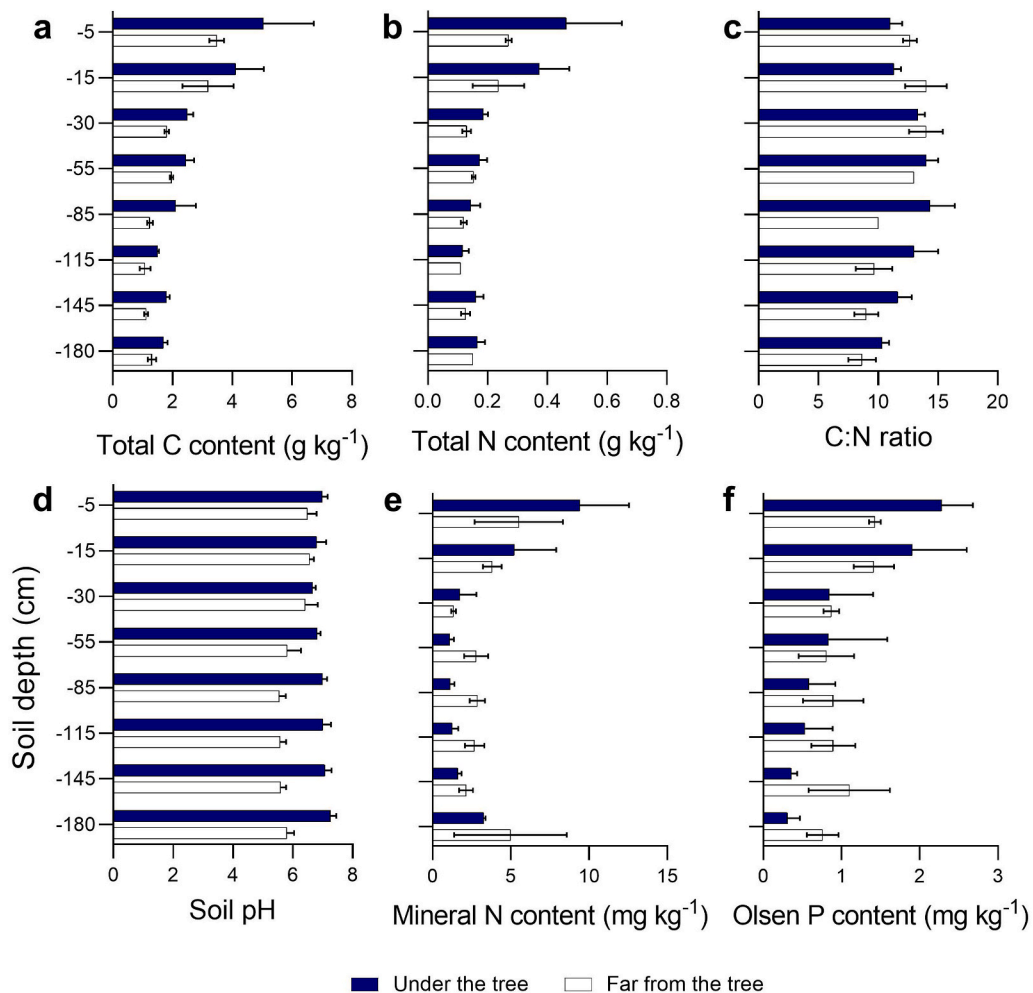 a
b
c
-5
-15
-30
-55
-85
-115
-145
-180
0 2 4 6 8
0.0 0.2 0.4 0.6 0.8
0 5 10 15 20
Total C content (g kg⁻¹)
Total N content (g kg⁻¹)
C:N ratio
d
e
f
Soil depth (cm)
-5
-15
-30
-55
-85
-115
-145
-180
0 2 4 6 8
0 5 10 15
0 1 2 3
Soil pH
Mineral N content (mg kg⁻¹)
Olsen P content (mg kg⁻¹)
Under the tree
Far from the tree